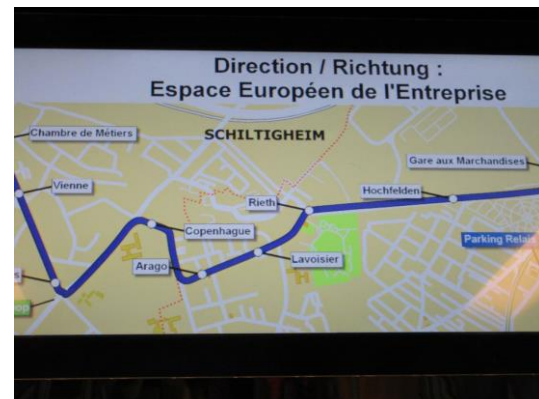 Direction / Richtung :
Espace Européen de l'Entreprise
Chambre de Métiers
SCHILTIGHEIM
Gare aux Marchandises
Vienne
Hochfelden
Rieth
Copenhague
Parking Relais
Arago
Lavoisier